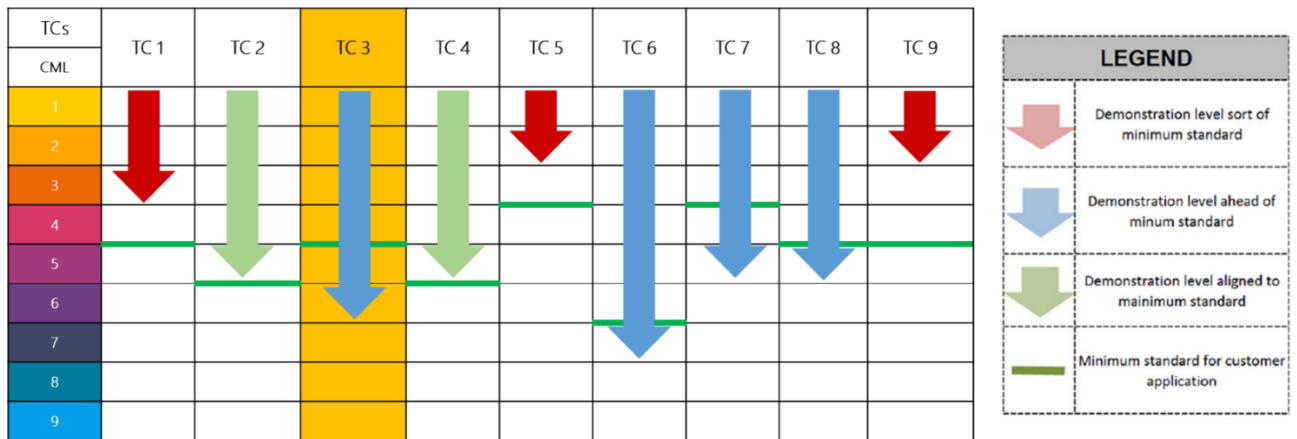 TCs
CML
TC 1
TC 2
TC 3
TC 4
TC 5
TC 6
TC 7
TC 8
TC 9
1
2
3
4
5
6
7
8
9
LEGEND
Demonstration level sort of
minimum standard
Demonstration level ahead of
minum standard
Demonstration level aligned to
mainimum standard
Minimum standard for customer
application